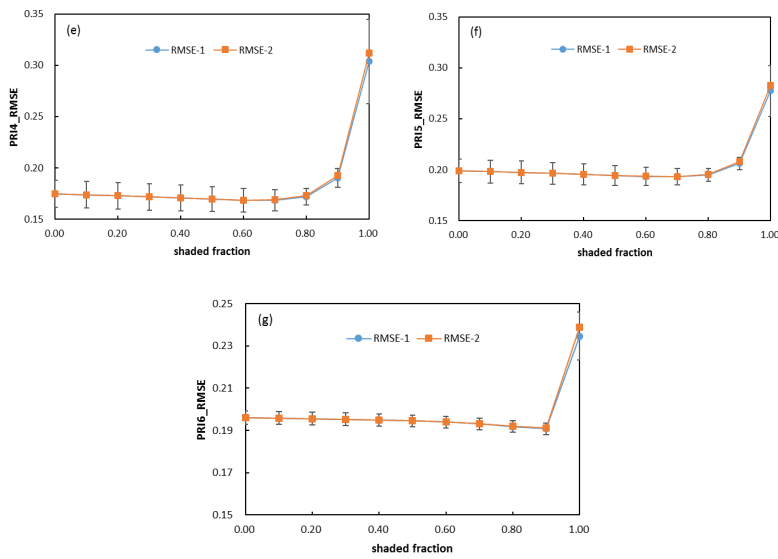 (e)
RMSE-1 RMSE-2
PRI4_RMSE
0.35
0.30
0.25
0.20
0.15
0.00 0.20 0.40 0.60 0.80 1.00
shaded fraction
(f)
RMSE-1 RMSE-2
PRI5_RMSE
0.35
0.30
0.25
0.20
0.15
0.00 0.20 0.40 0.60 0.80 1.00
shaded fraction
(g)
RMSE-1 RMSE-2
PRI6_RMSE
0.25
0.23
0.21
0.19
0.17
0.15
0.00 0.20 0.40 0.60 0.80 1.00
shaded fraction